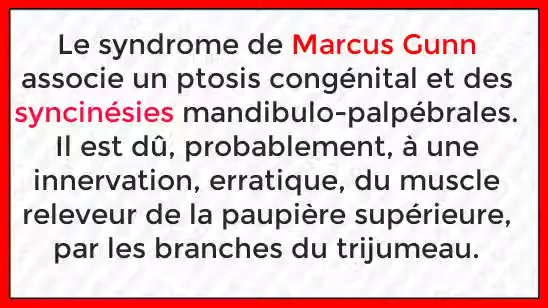 Le syndrome de Marcus Gunn
associe un ptosis congénital et des
syncinésies mandibulo-palpébrales.
Il est dû, probablement, à une
innervation, erratique, du muscle
releveur de la paupière supérieure,
par les branches du trijumeau.